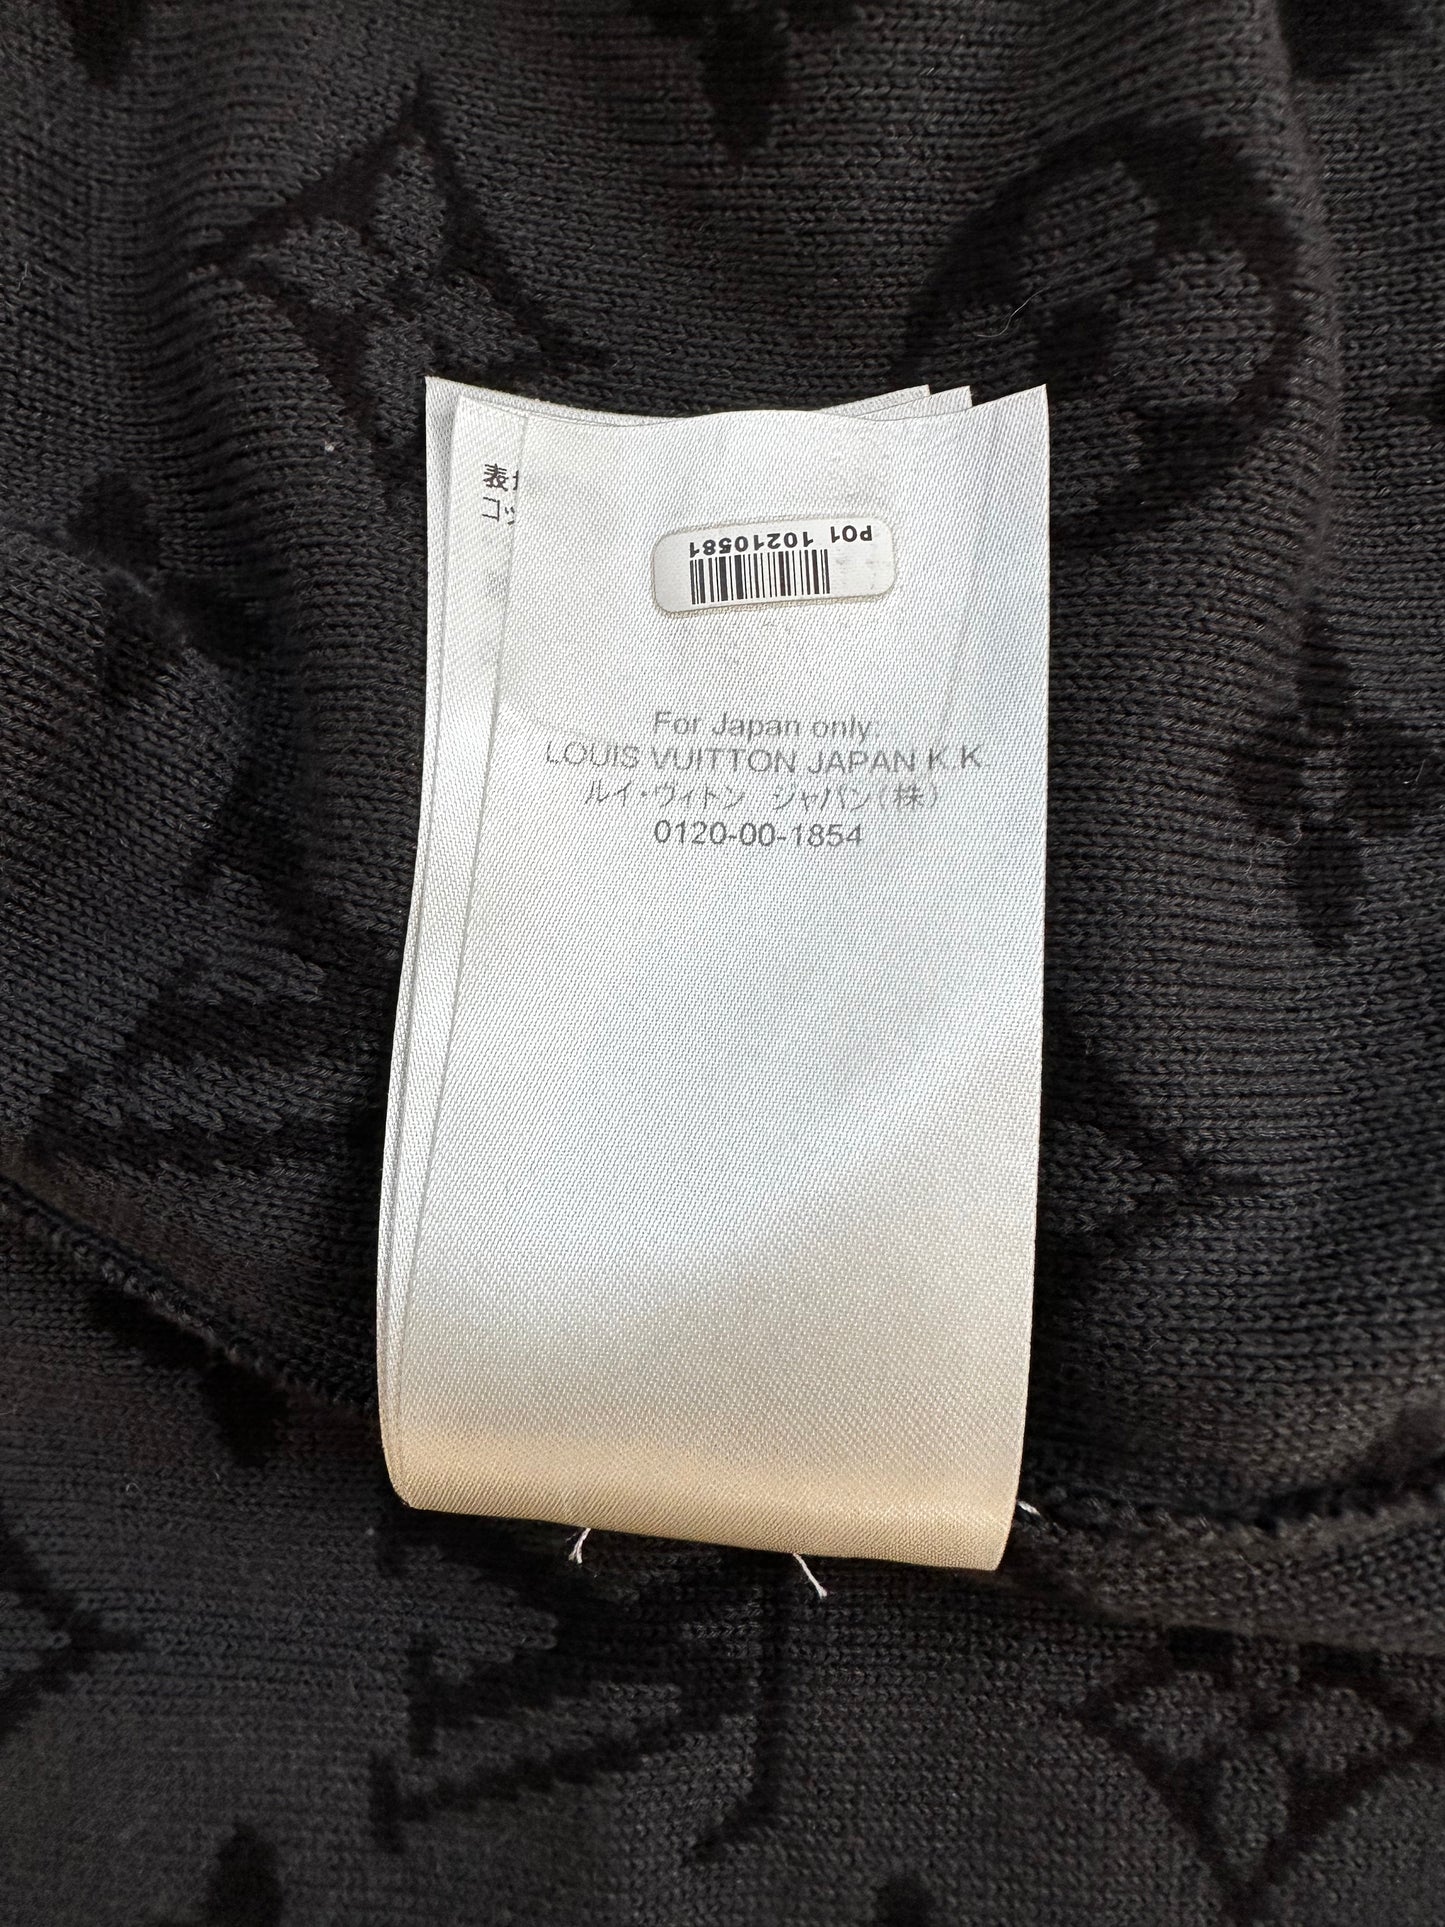 表
コッ
P01 10210581
For Japan only:
LOUIS VUITTON JAPAN K.K.
ルイ・ヴィトン ジャパン(株)
0120-00-1854